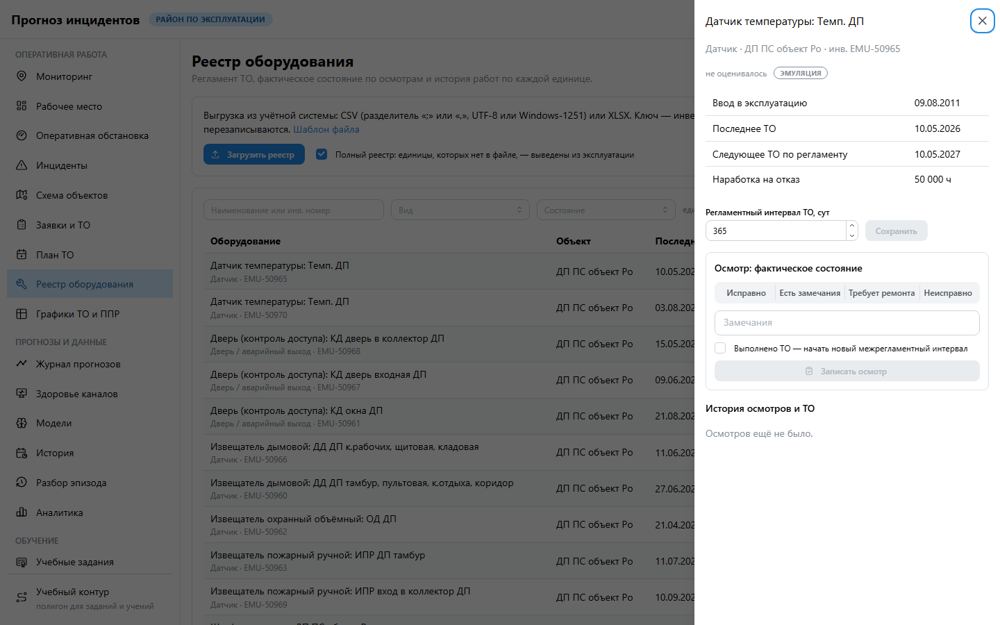 Прогноз инцидентов
РАЙОН ПО ЭКСПЛУАТАЦИИ
ОПЕРАТИВНАЯ РАБОТА
Мониторинг
Рабочее место
Оперативная обстановка
Инциденты
Схема объектов
Заявки и ТО
План ТО
Реестр оборудования
Графики ТО и ППР
ПРОГНОЗЫ И ДАННЫЕ
Журнал прогнозов
Здоровье каналов
Модели
История
Разбор эпизода
Аналитика
ОБУЧЕНИЕ
Учебные задания
Учебный контур
полигон для заданий и учений
Реестр оборудования
Регламент ТО, фактическое состояние по осмотрам и история работ по каждой единице.
Выгрузка из учётной системы: CSV (разделитель «;» или «,», UTF-8 или Windows-1251) или XLSX. Ключ — инве
перезаписываются. Шаблон файла
Загрузить реестр
Полный реестр: единицы, которых нет в файле, — выведены из эксплуатации
Наименование или инв. номер
Вид
Состояние
еди
Оборудование Объект Последн
Датчик температуры: Темп. ДП
Датчик · EMU-50965
ДП ПС объект Ро 10.05.202
Датчик температуры: Темп. ДП
Датчик · EMU-50970
ДП ПС объект Ро 03.08.202
Дверь (контроль доступа): КД дверь в коллектор ДП
Дверь / аварийный выход · EMU-50968
ДП ПС объект Ро 15.05.202
Дверь (контроль доступа): КД дверь входная ДП
Дверь / аварийный выход · EMU-50967
ДП ПС объект Ро 09.06.202
Дверь (контроль доступа): КД окна ДП
Дверь / аварийный выход · EMU-50961
ДП ПС объект Ро 21.08.202
Извещатель дымовой: ДД ДП к.рабочих, щитовая, кладовая
Датчик · EMU-50966
ДП ПС объект Ро 11.06.202
Извещатель дымовой: ДД ДП тамбур, пультовая, к.отдыха, коридор
Датчик · EMU-50960
ДП ПС объект Ро 27.06.202
Извещатель охранный объёмный: ОД ДП
Датчик · EMU-50962
ДП ПС объект Ро 21.04.202
Извещатель пожарный ручной: ИПР ДП тамбур
Датчик · EMU-50963
ДП ПС объект Ро 11.07.202
Извещатель пожарный ручной: ИПР вход в коллектор ДП
Датчик · EMU-50969
ДП ПС объект Ро 10.09.202
Датчик температуры: Темп. ДП
Датчик · ДП ПС объект Ро · инв. EMU-50965
не оценивалось ЭМУЛЯЦИЯ
Ввод в эксплуатацию 09.08.2011
Последнее ТО 10.05.2026
Следующее ТО по регламенту 10.05.2027
Наработка на отказ 50 000 ч
Регламентный интервал ТО, сут
365
Сохранить
Осмотр: фактическое состояние
Исправно Есть замечания Требует ремонта Неисправно
Замечания
Выполнено ТО — начать новый межрегламентный интервал
Записать осмотр
История осмотров и ТО
Осмотров ещё не было.